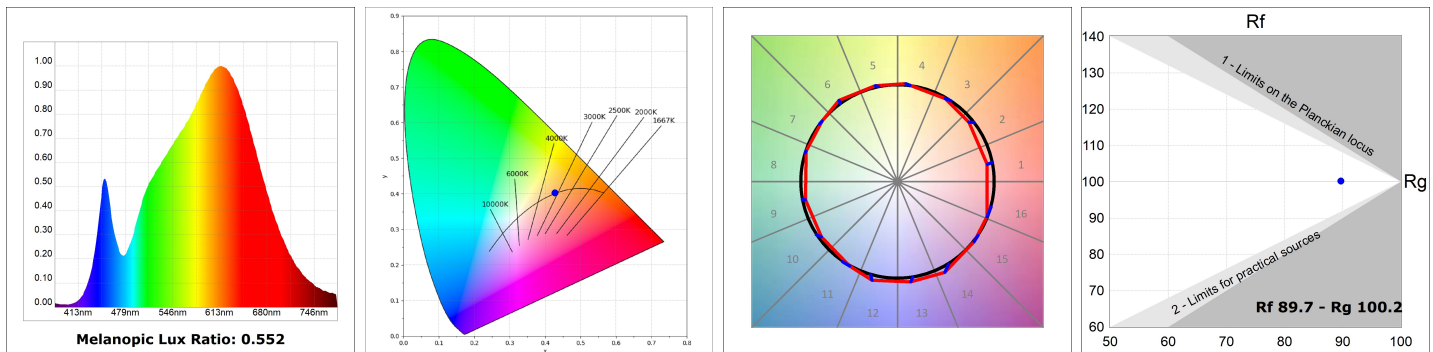 1.00
0.90
0.80
0.70
0.60
0.50
0.40
0.30
0.20
0.10
0.00
413nm 479nm 546nm 613nm 680nm 746nm
Melanopic Lux Ratio: 0.552
0.9
0.8
0.7
0.6
0.5
0.4
0.3
0.2
0.1
0.0
y
0.0 0.1 0.2 0.3 0.4 0.5 0.6 0.7 0.8
x
10000K
6000K
4000K
3000K
2500K
2000K
1667K
1
2
3
4
5
6
7
8
9
10
11
12
13
14
15
16
Rf
140
130
120
110
100
90
80
70
60
50 60 70 80 90 100
Rg
1 - Limits on the Planckian locus
2 - Limits for practical sources
Rf 89.7 - Rg 100.2